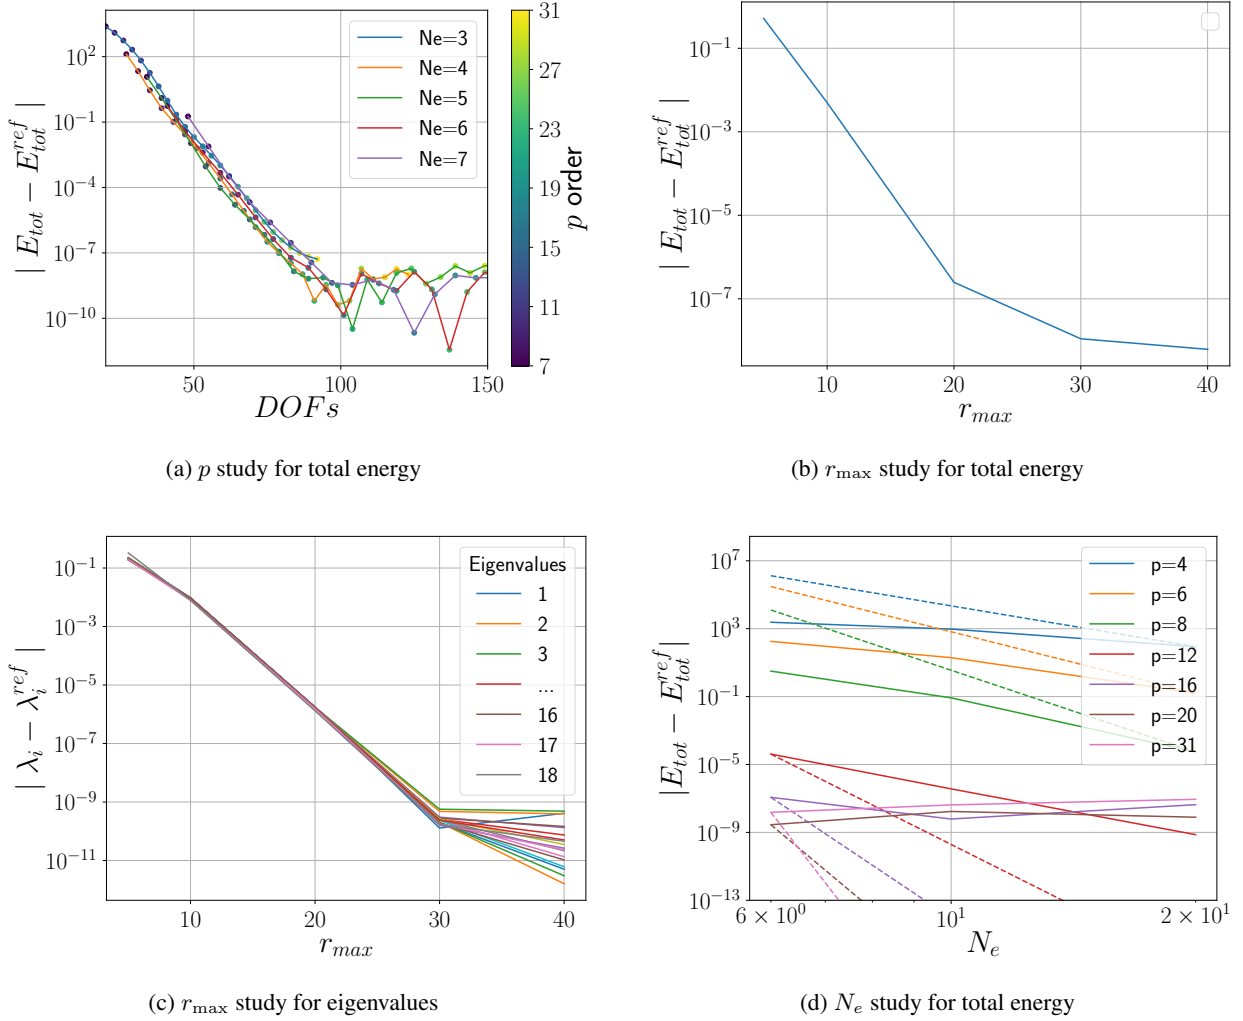 | E_tot − E_tot^ref |
10^2
10^-1
10^-4
10^-7
10^-10
50 100 150
DOFs
Ne=3
Ne=4
Ne=5
Ne=6
Ne=7
31
27
23
19
15
11
7
p order
(a) p study for total energy
| E_tot − E_tot^ref |
10^-1
10^-3
10^-5
10^-7
10 20 30 40
r_max
(b) r_max study for total energy
| λ_i − λ_i^ref |
10^-1
10^-3
10^-5
10^-7
10^-9
10^-11
10 20 30 40
r_max
Eigenvalues
1
2
3
...
16
17
18
(c) r_max study for eigenvalues
|E_tot − E_tot^ref|
10^7
10^3
10^-1
10^-5
10^-9
10^-13
6 × 10^0 10^1 2 × 10^1
N_e
p=4
p=6
p=8
p=12
p=16
p=20
p=31
(d) N_e study for total energy